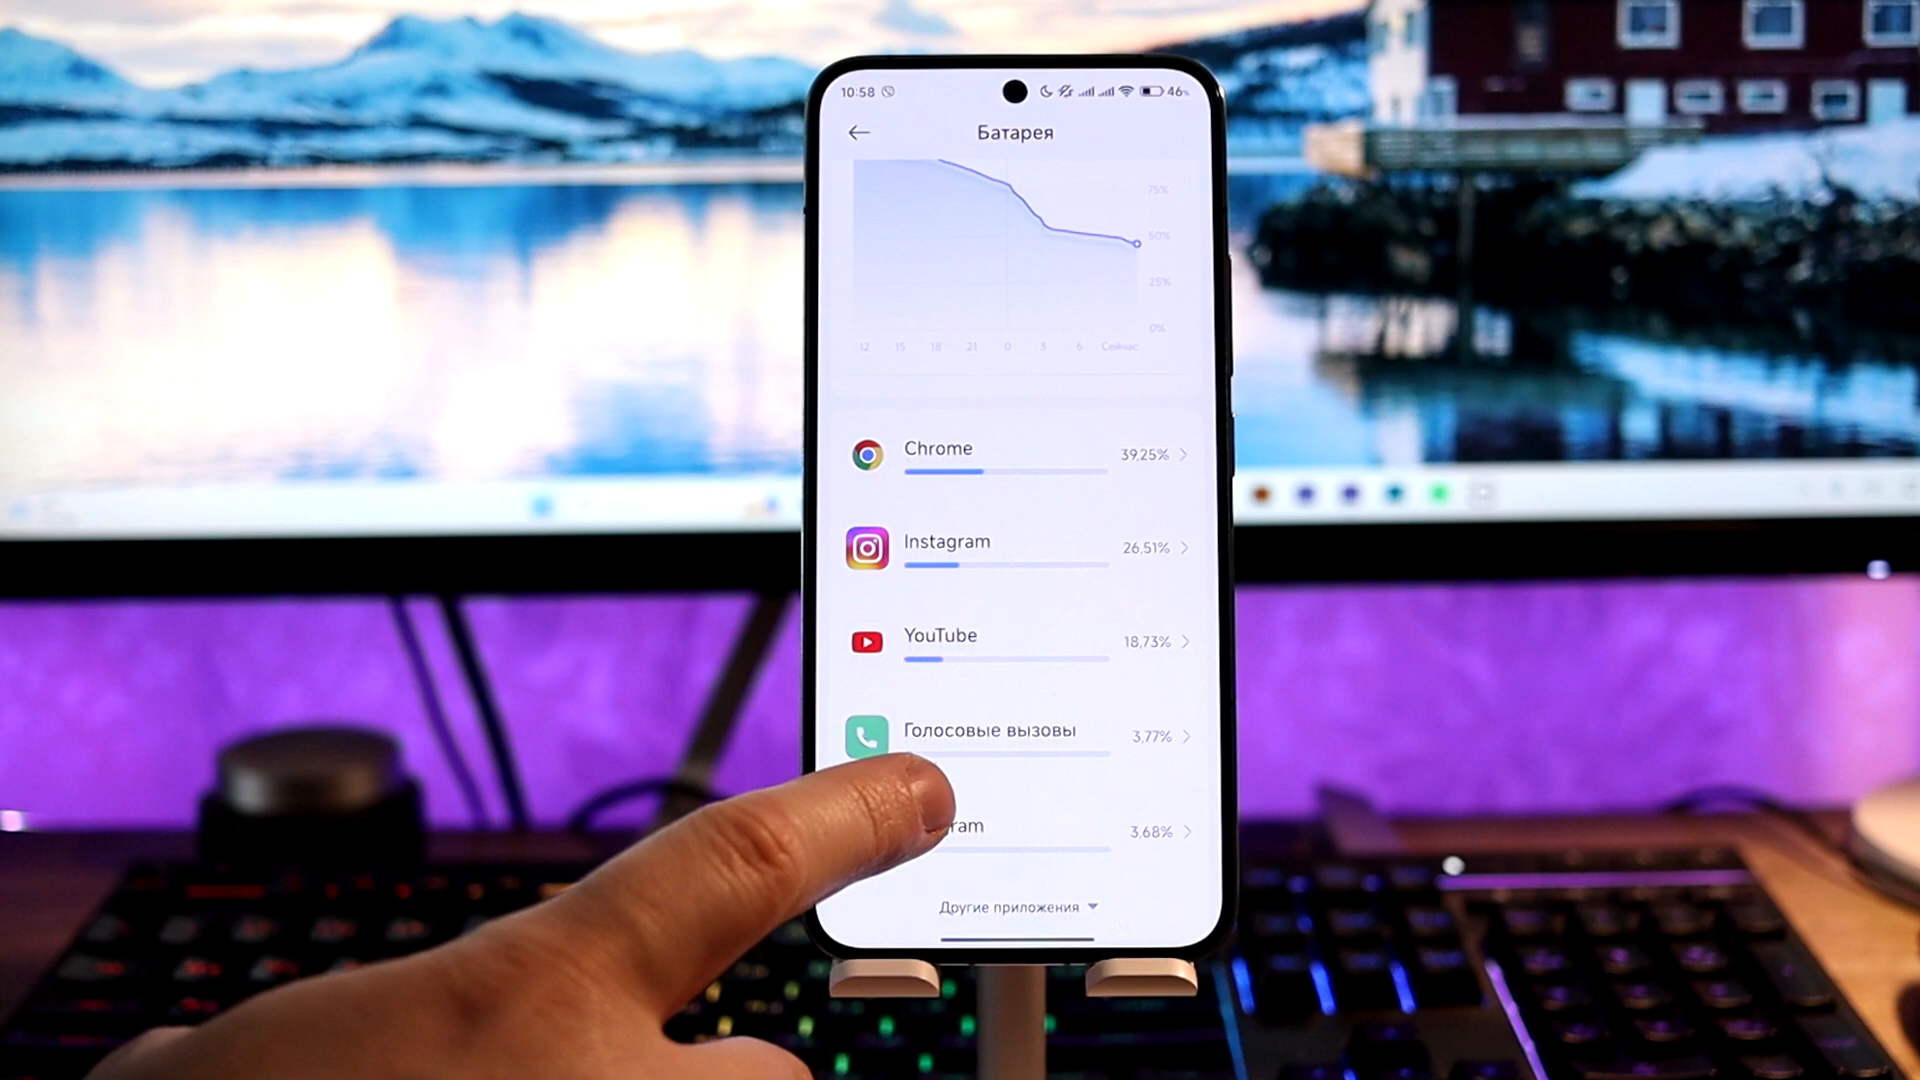 10:58 46%
Батарея
75%
50%
25%
0%
12 15 18 21 0 3 6 Сейчас
Chrome 39,25%
Instagram 26,51%
YouTube 18,73%
Голосовые вызовы 3,77%
ram 3,68%
Другие приложения